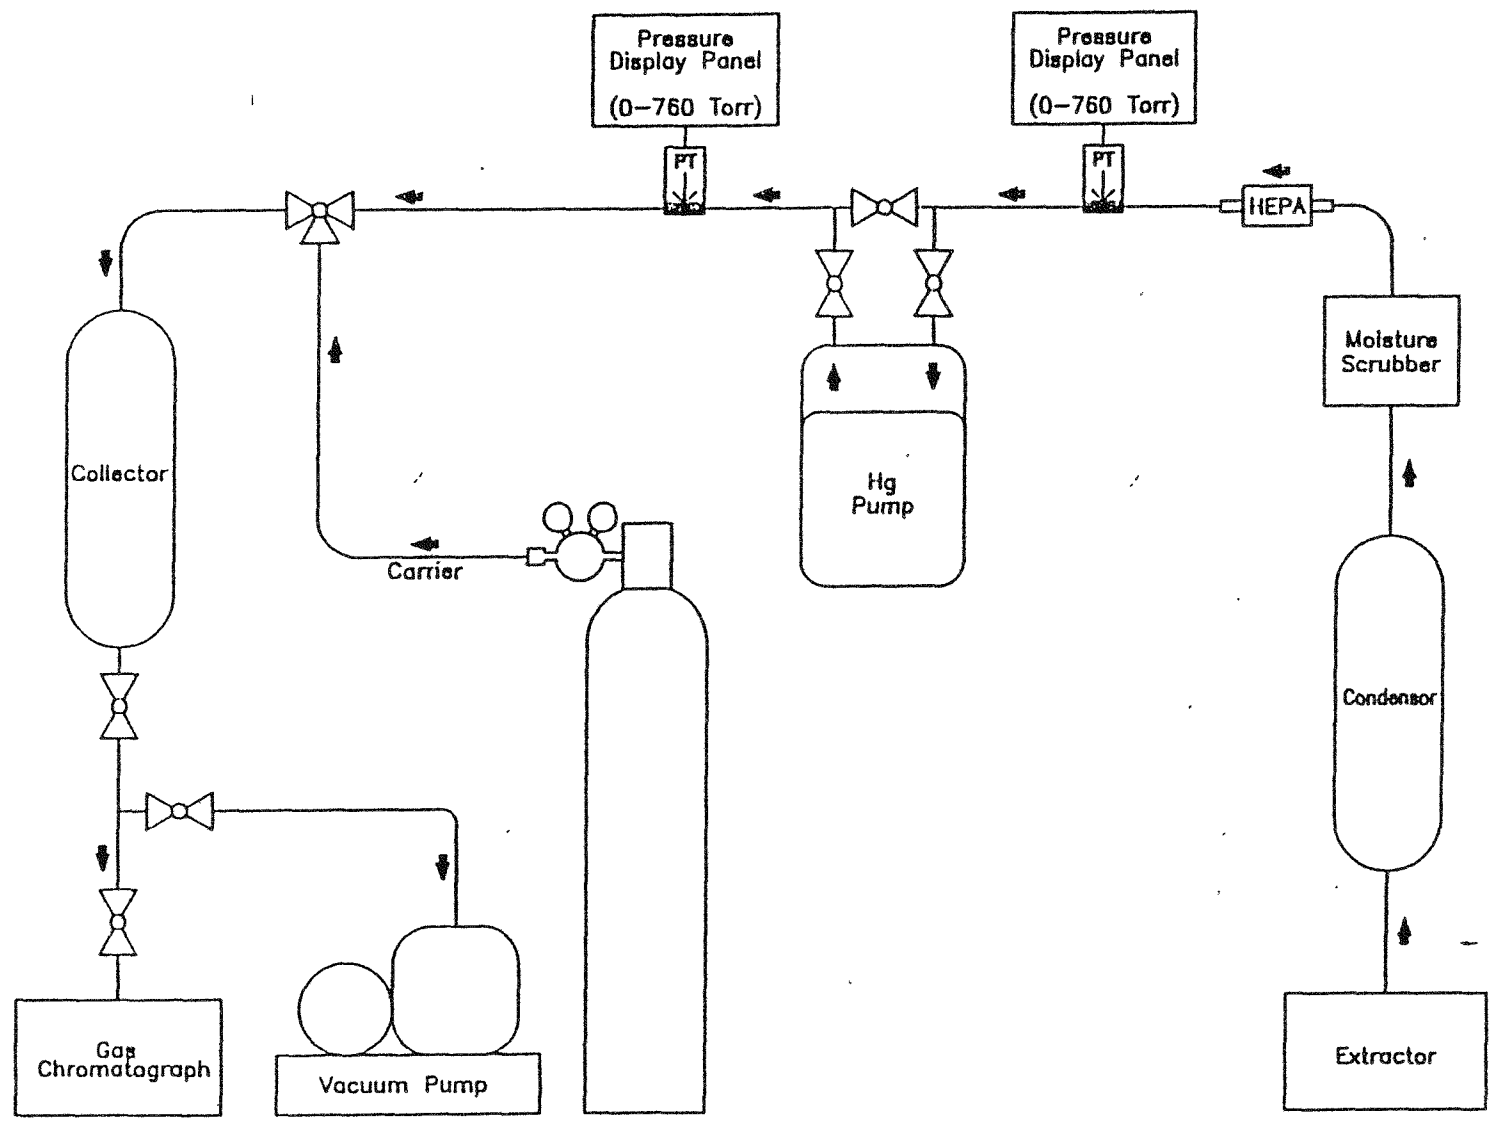 Pressure
Display Panel
(0-760 Torr)
Pressure
Display Panel
(0-760 Torr)
PT
PT
HEPA
Moisture
Scrubber
Collector
Hg
Pump
Carrier
Condensor
Gas
Chromatograph
Vacuum Pump
Extractor